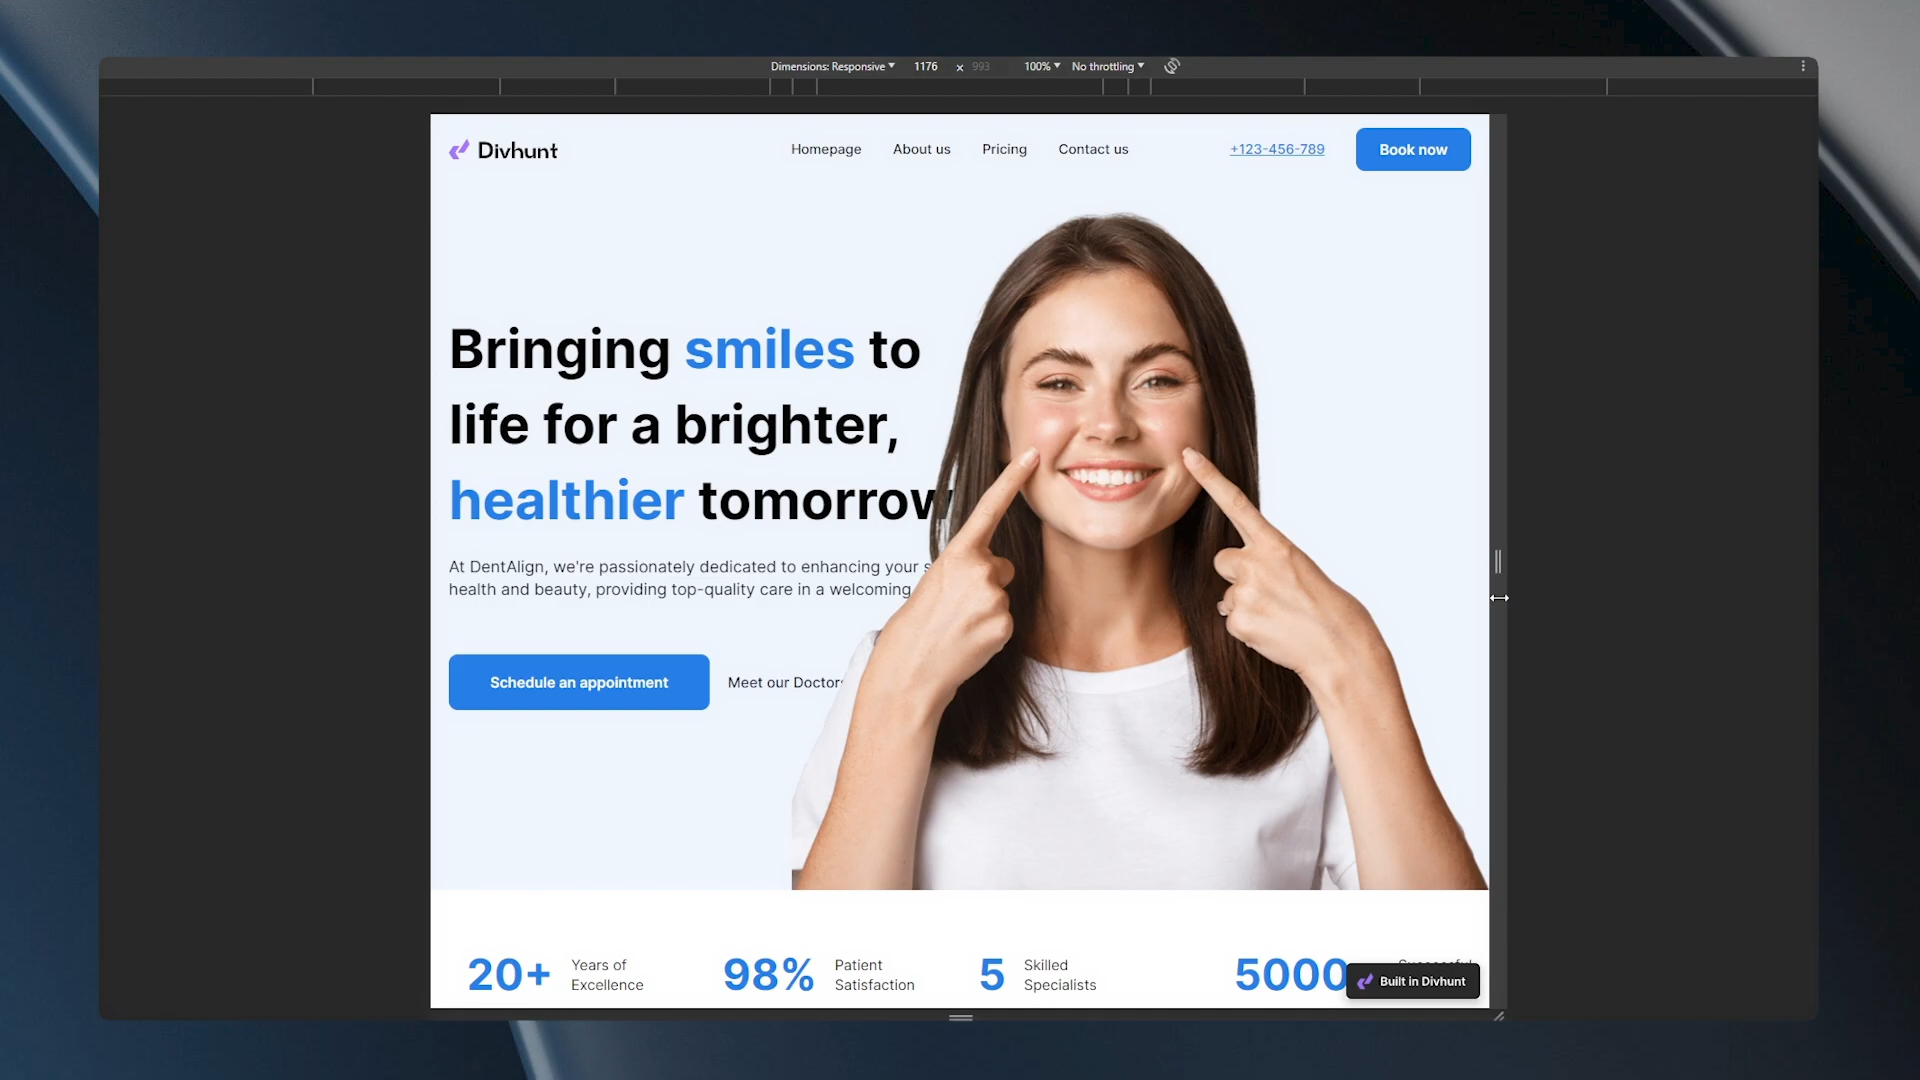 Dimensions: Responsive 1176 x 993 100% No throttling
Divhunt Homepage About us Pricing Contact us +123-456-789 Book now
Bringing smiles to
life for a brighter,
healthier tomorrow
At DentAlign, we're passionately dedicated to enhancing your
health and beauty, providing top-quality care in a welcoming
Schedule an appointment Meet our Doctors
20+ Years of
Excellence
98% Patient
Satisfaction
5 Skilled
Specialists
5000
Built in Divhunt